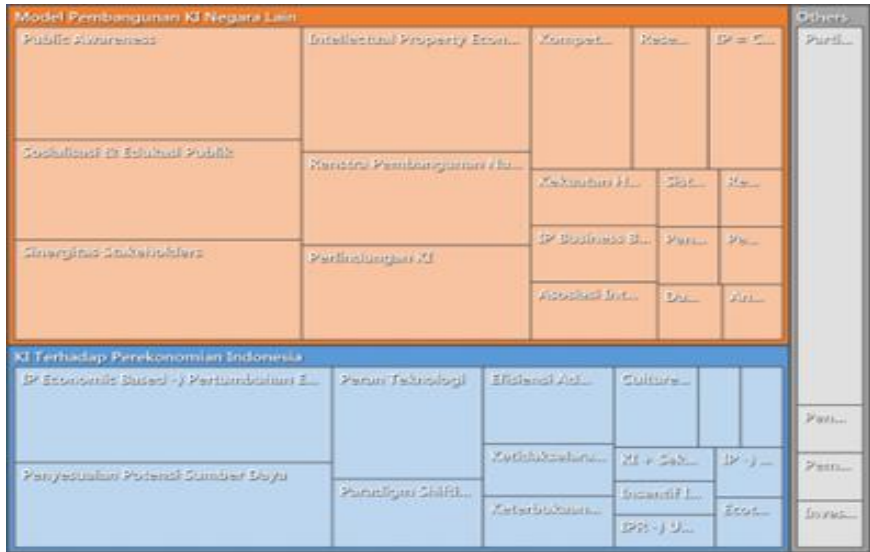 Model Pembangunan KI Negara Lain
Public Awareness
Sosialisasi & Edukasi Publik
Sinergitas Stakeholders
Intellectual Property Econ...
Renstra Pembangunan Hu...
Perlindungan KI
Kompet...
Rese...
IP = C...
Kekuatan H...
Sist...
Re...
IP Business B...
Pen...
Pe...
Asosiasi Int...
Du...
An...
KI Terhadap Perekonomian Indonesia
IP Economic Based -) Pertumbuhan E...
Penyesuaian Potensi Sumber Daya
Peran Teknologi
Paradigm Shifti...
Efisiensi Ad...
Ketidakselara...
Keterbukaan...
Culture...
KI + Sek...
Insentif I...
IPR -) U...
IP -) ...
Ecot...
Others
Parti...
Pen...
Pem...
Inves...